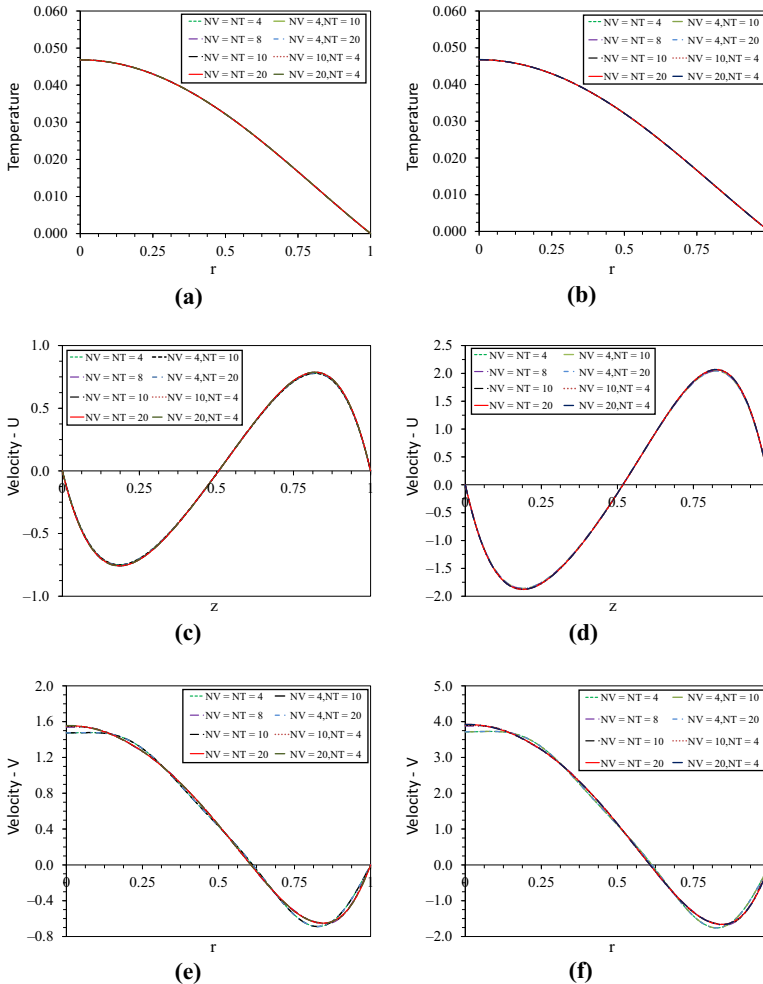 0.060
0.050
0.040
0.030
0.020
0.010
0.000
Temperature
NV = NT = 4 NV = 4,NT = 10
NV = NT = 8 NV = 4,NT = 20
NV = NT = 10 NV = 10,NT = 4
NV = NT = 20 NV = 20,NT = 4
0 0.25 0.5 0.75 1
r
(a)
0.060
0.050
0.040
0.030
0.020
0.010
0.000
Temperature
NV = NT = 4 NV = 4,NT = 10
NV = NT = 8 NV = 4,NT = 20
NV = NT = 10 NV = 10,NT = 4
NV = NT = 20 NV = 20,NT = 4
0 0.25 0.5 0.75
r
(b)
1.0
0.5
0.0
−0.5
−1.0
Velocity - U
NV = NT = 4 NV = 4,NT = 10
NV = NT = 8 NV = 4,NT = 20
NV = NT = 10 NV = 10,NT = 4
NV = NT = 20 NV = 20,NT = 4
0 0.25 0.5 0.75 1
z
(c)
2.5
2.0
1.5
1.0
0.5
0.0
−0.5
−1.0
−1.5
−2.0
Velocity - U
NV = NT = 4 NV = 4,NT = 10
NV = NT = 8 NV = 4,NT = 20
NV = NT = 10 NV = 10,NT = 4
NV = NT = 20 NV = 20,NT = 4
0 0.25 0.5 0.75
z
(d)
2.0
1.6
1.2
0.8
0.4
0.0
−0.4
−0.8
Velocity - V
NV = NT = 4 NV = 4,NT = 10
NV = NT = 8 NV = 4,NT = 20
NV = NT = 10 NV = 10,NT = 4
NV = NT = 20 NV = 20,NT = 4
0 0.25 0.5 0.75 1
r
(e)
5.0
4.0
3.0
2.0
1.0
0.0
−1.0
−2.0
Velocity - V
NV = NT = 4 NV = 4,NT = 10
NV = NT = 8 NV = 4,NT = 20
NV = NT = 10 NV = 10,NT = 4
NV = NT = 20 NV = 20,NT = 4
0 0.25 0.5 0.75
r
(f)